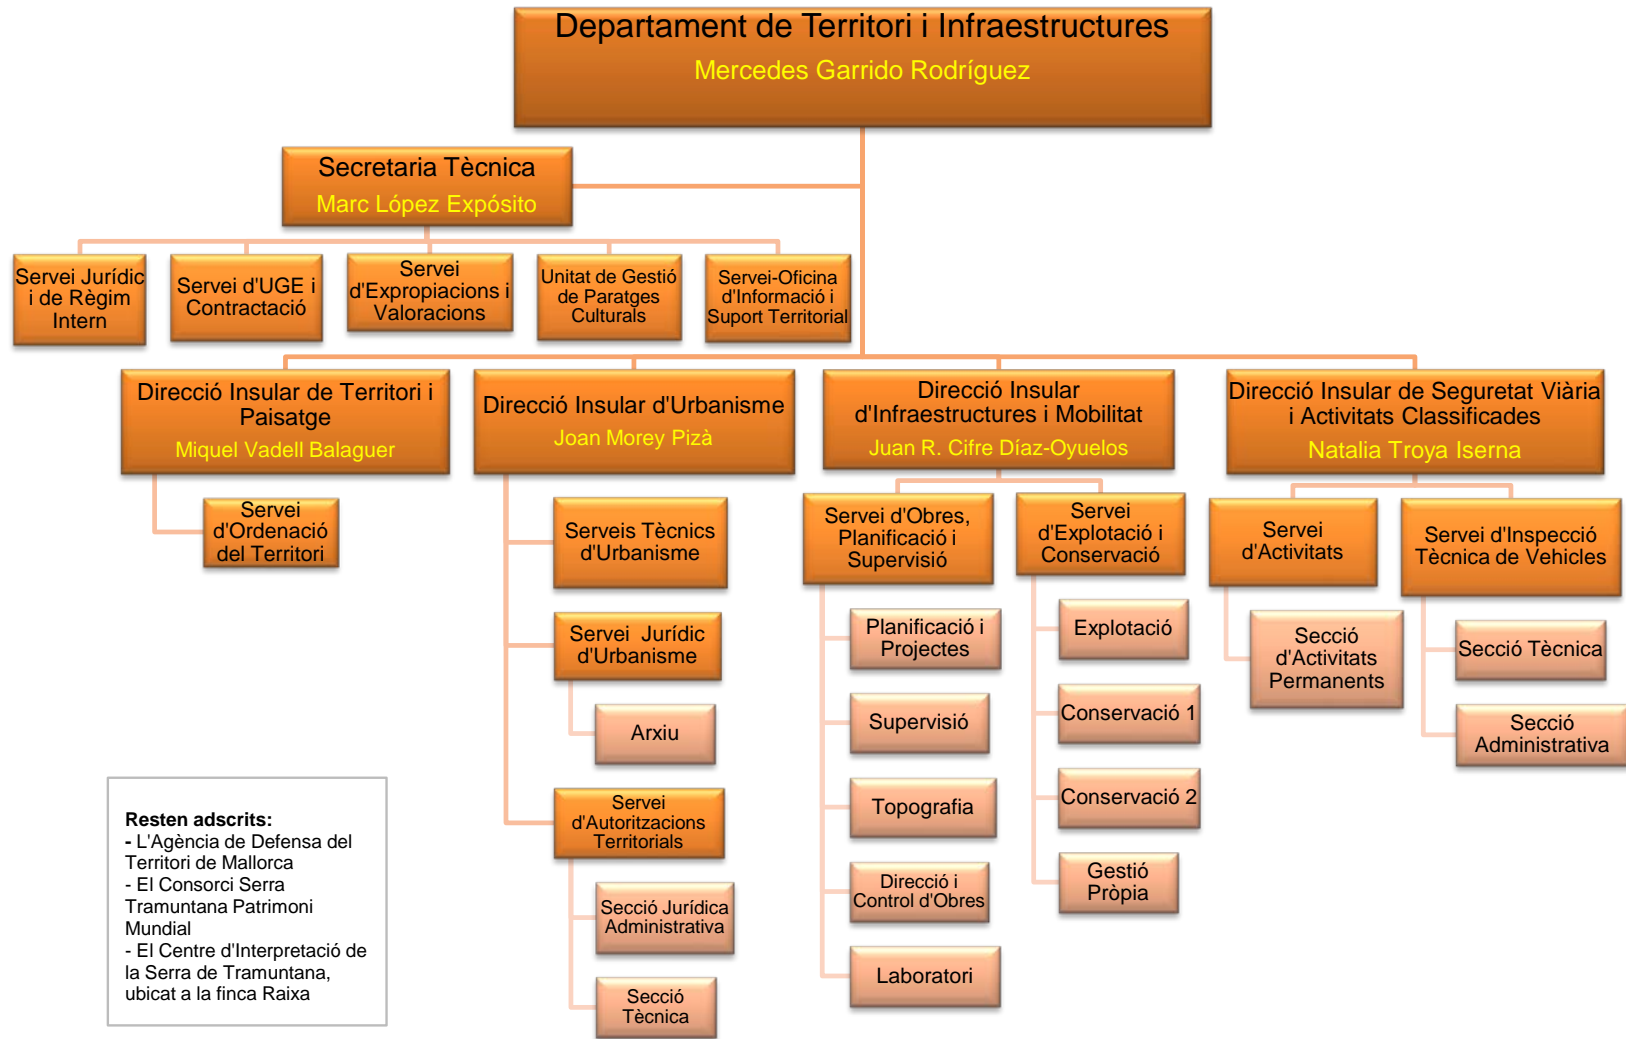 Departament de Territori i Infraestructures
Mercedes Garrido Rodríguez
Secretaria Tècnica
Marc López Expósito
Servei Jurídic
i de Règim
Intern
Servei d'UGE i
Contractació
Servei
d'Expropiacions i
Valoracions
Unitat de Gestió
de Paratges
Culturals
Servei-Oficina
d'Informació i
Suport Territorial
Direcció Insular de Territori i
Paisatge
Miquel Vadell Balaguer
Direcció Insular d'Urbanisme
Joan Morey Pizà
Direcció Insular
d'Infraestructures i Mobilitat
Juan R. Cifre Díaz-Oyuelos
Direcció Insular de Seguretat Viària
i Activitats Classificades
Natalia Troya Iserna
Servei
d'Ordenació
del Territori
Serveis Tècnics
d'Urbanisme
Servei Jurídic
d'Urbanisme
Arxiu
Servei
d'Autoritzacions
Territorials
Secció Jurídica
Administrativa
Secció
Tècnica
Servei d'Obres,
Planificació i
Supervisió
Planificació i
Projectes
Supervisió
Topografia
Direcció i
Control d'Obres
Laboratori
Servei
d'Explotació i
Conservació
Explotació
Conservació 1
Conservació 2
Gestió
Pròpia
Servei
d'Activitats
Secció
d'Activitats
Permanents
Servei d'Inspecció
Tècnica de Vehicles
Secció Tècnica
Secció
Administrativa
Resten adscrits:
- L'Agència de Defensa del
Territori de Mallorca
- El Consorci Serra
Tramuntana Patrimoni
Mundial
- El Centre d'Interpretació de
la Serra de Tramuntana,
ubicat a la finca Raixa